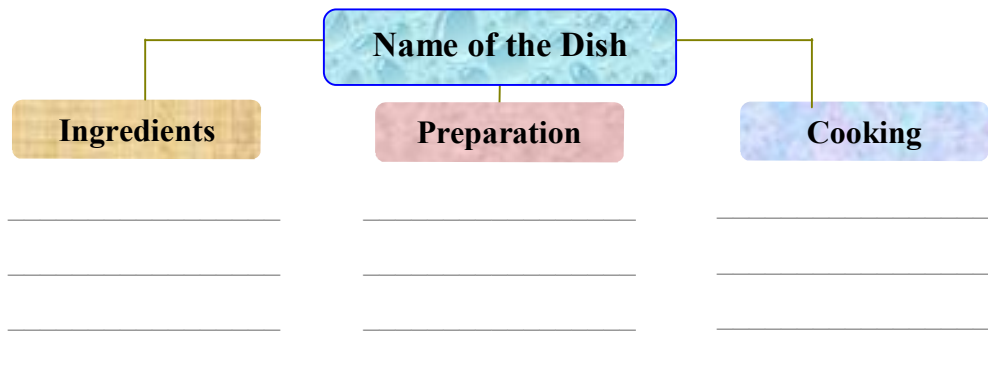 Name of the Dish
Ingredients
Preparation
Cooking